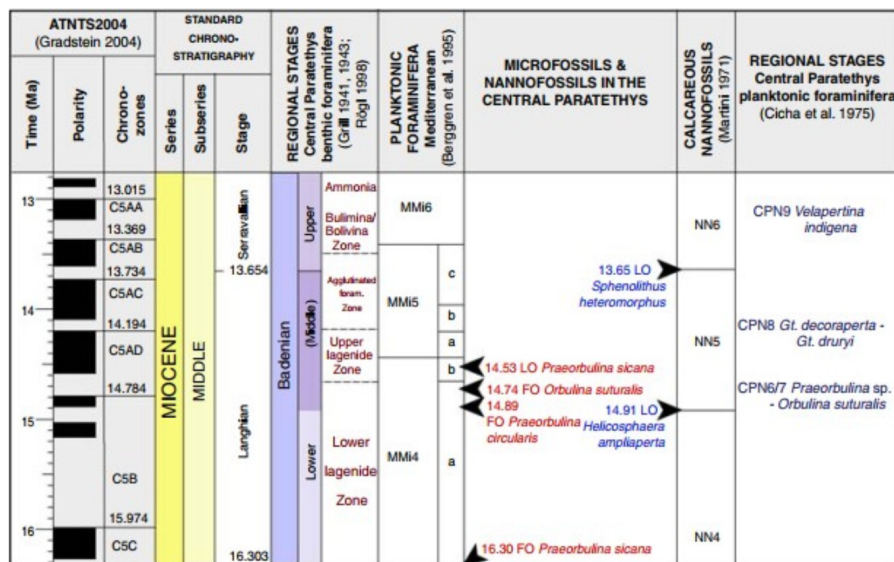 ATNTS2004
(Gradstein 2004)
STANDARD
CHRONO-
STRATIGRAPHY
Time (Ma)
Polarity
Chrono-
zones
Series
Subseries
Stage
REGIONAL STAGES
Central Paratethys
benthic foraminifera
(Grill 1941, 1943;
Rögl 1998)
PLANKTONIC
FORAMINIFERA
Mediterranean
(Berggren et al. 1995)
MICROFOSSILS &
NANNOFOSSILS IN THE
CENTRAL PARATETHYS
CALCAREOUS
NANNOFOSSILS
(Martini 1971)
REGIONAL STAGES
Central Paratethys
planktonic foraminifera
(Cicha et al. 1975)
13
14
15
16
13.015
C5AA
13.369
C5AB
13.734
C5AC
14.194
C5AD
14.784
C5B
15.974
C5C
MIOCENE
MIDDLE
Serravallian
13.654
Langhian
16.303
Badenian
Upper
(Middle)
Lower
Ammonia
Bulimina/
Bolivina
Zone
Agglutinated
foram.
Zone
Upper
lagenide
Zone
Lower
lagenide
Zone
MMi6
MMi5
c
b
a
MMi4
b
a
13.65 LO
Sphenolithus
heteromorphus
14.53 LO Praeorbulina sicana
14.74 FO Orbulina suturalis
14.89
FO Praeorbulina
circularis
14.91 LO
Helicosphaera
ampliaperta
16.30 FO Praeorbulina sicana
NN6
NN5
NN4
CPN9 Velapertina
indigena
CPN8 Gt. decoraperta -
Gt. druryi
CPN6/7 Praeorbulina sp.
- Orbulina suturalis